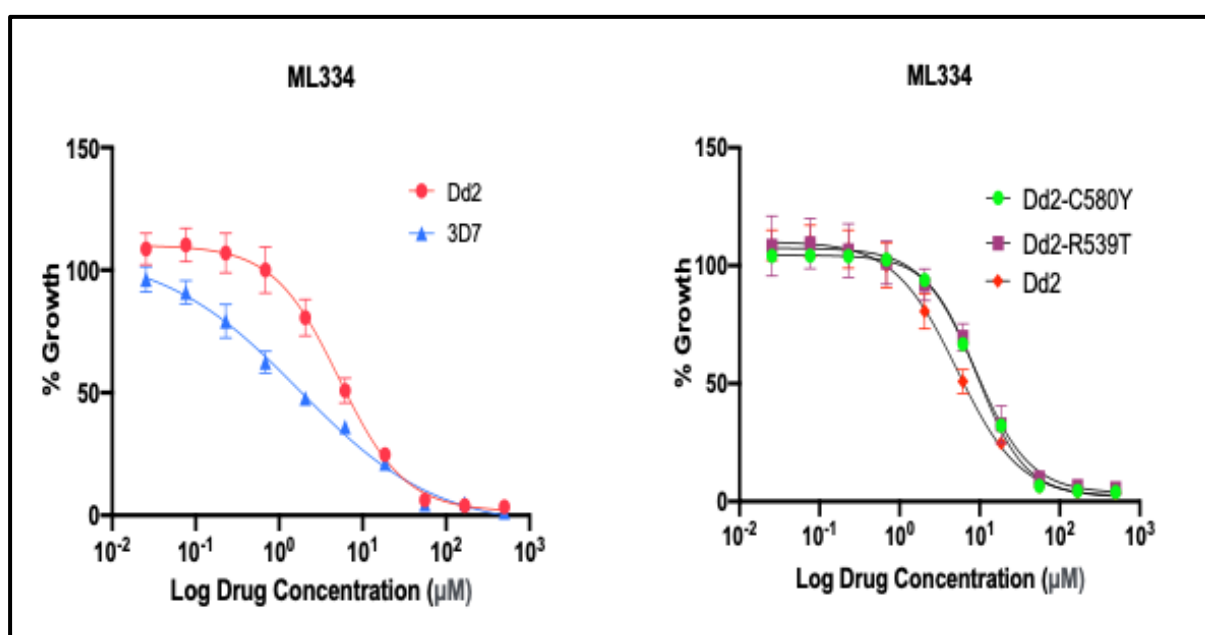 ML334
150
100
50
0
% Growth
10⁻²
10⁻¹
10⁰
10¹
10²
10³
Log Drug Concentration (µM)
Dd2
3D7
ML334
150
100
50
0
% Growth
10⁻²
10⁻¹
10⁰
10¹
10²
10³
Log Drug Concentration (µM)
Dd2-C580Y
Dd2-R539T
Dd2